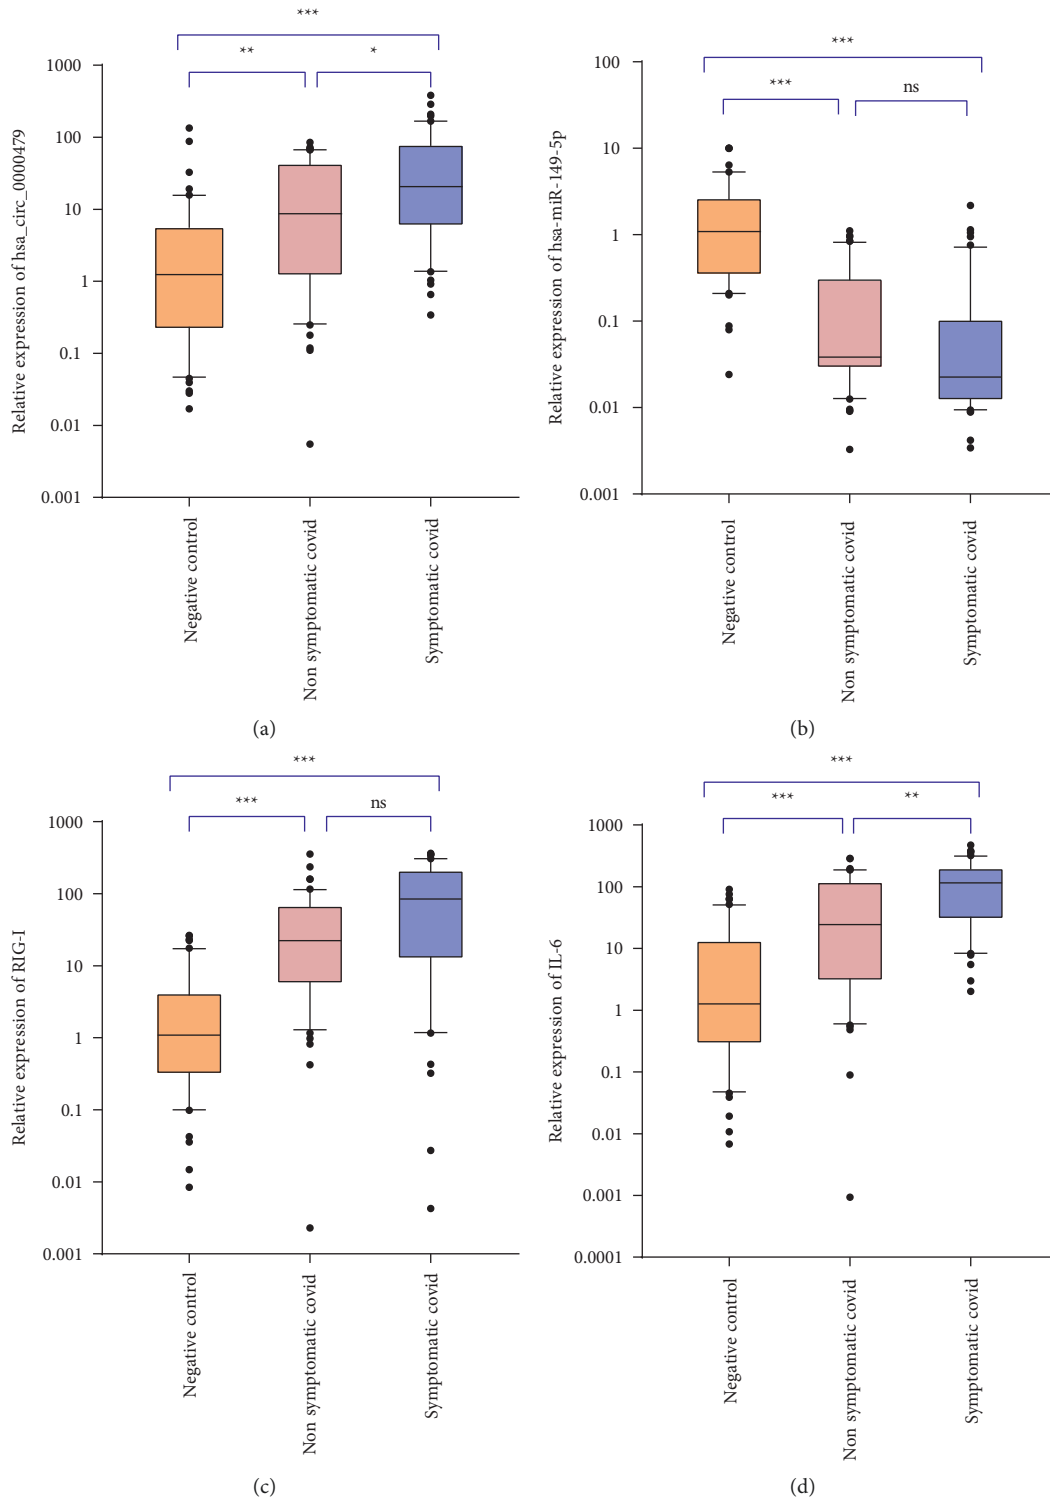 ***
**
*
1000
100
10
1
0.1
0.01
0.001
Relative expression of hsa_circ_0000479
Negative control
Non symptomatic covid
Symptomatic covid
(a)
***
***
ns
100
10
1
0.1
0.01
0.001
Relative expression of hsa-miR-149-5p
Negative control
Non symptomatic covid
Symptomatic covid
(b)
***
***
ns
1000
100
10
1
0.1
0.01
0.001
Relative expression of RIG-I
Negative control
Non symptomatic covid
Symptomatic covid
(c)
***
***
**
1000
100
10
1
0.1
0.01
0.001
0.0001
Relative expression of IL-6
Negative control
Non symptomatic covid
Symptomatic covid
(d)